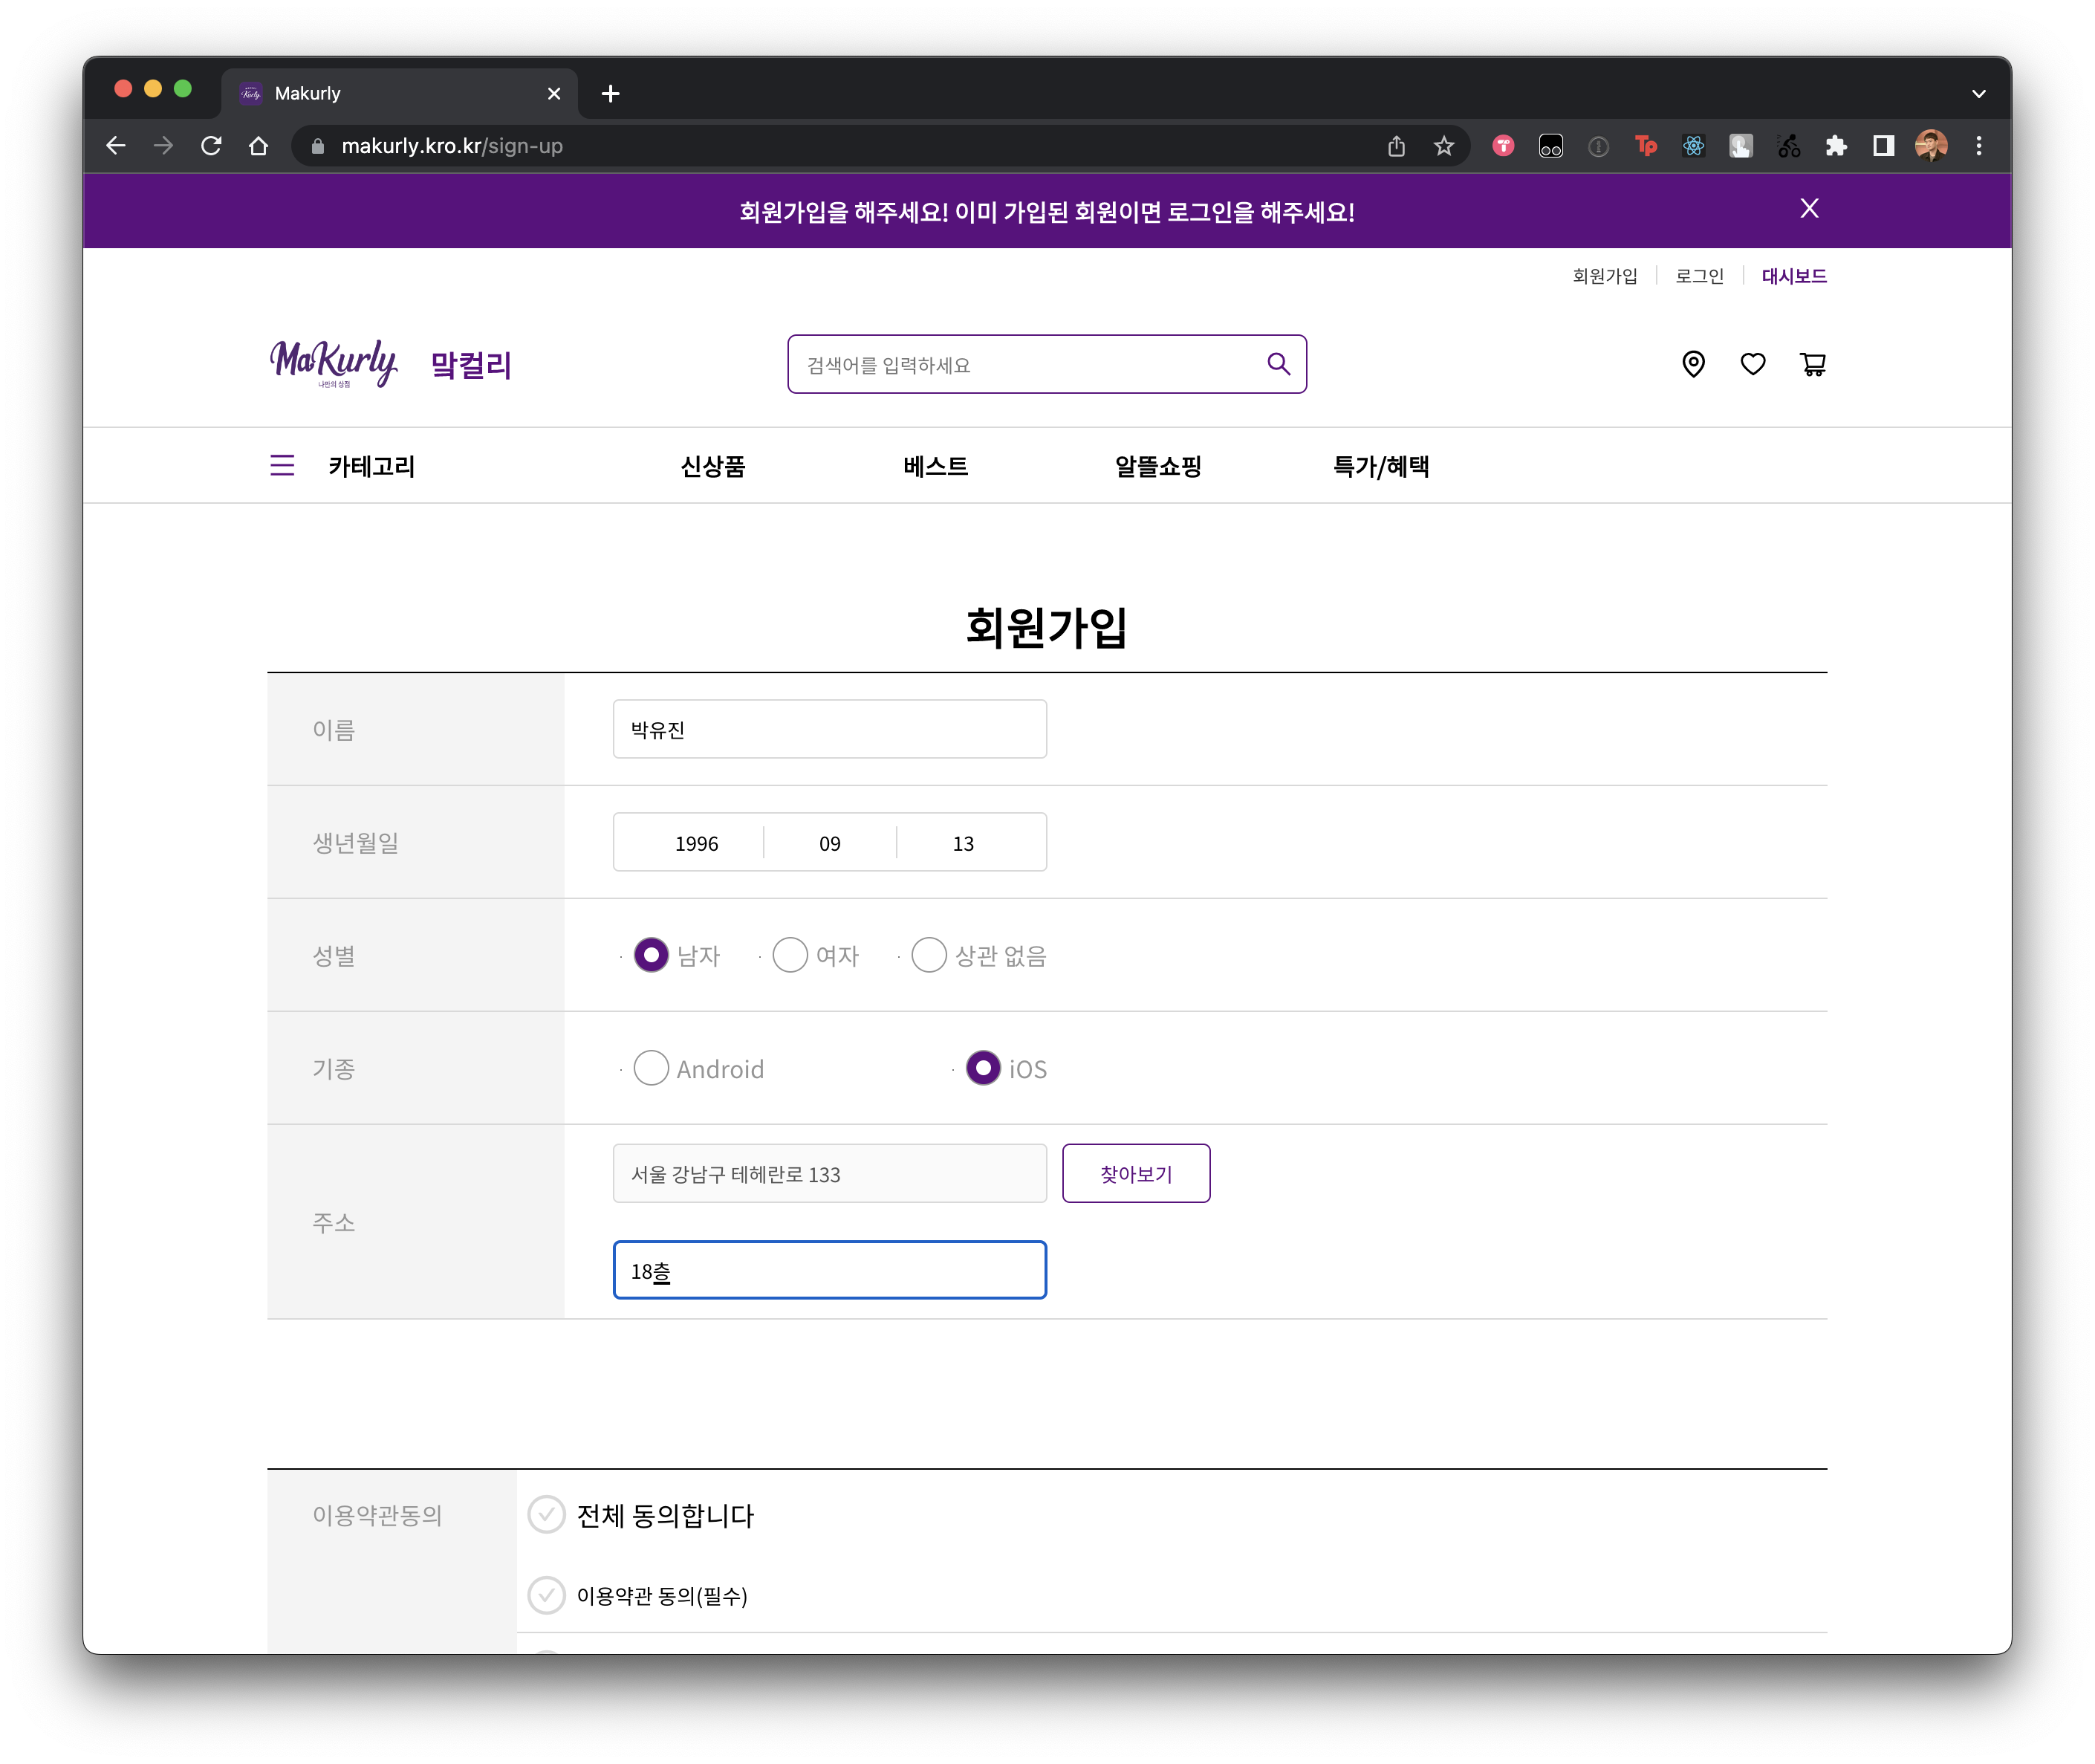 Makurly
makurly.kro.kr/sign-up
회원가입을 해주세요! 이미 가입된 회원이면 로그인을 해주세요!
X
회원가입 로그인 대시보드
MaKurly
나만의 상점
맠컬리
검색어를 입력하세요
카테고리 신상품 베스트 알뜰쇼핑 특가/혜택
회원가입
이름 박유진
생년월일 1996 09 13
성별 남자 여자 상관 없음
기종 Android iOS
주소
서울 강남구 테헤란로 133 찾아보기
18층
이용약관동의 전체 동의합니다
이용약관 동의(필수)